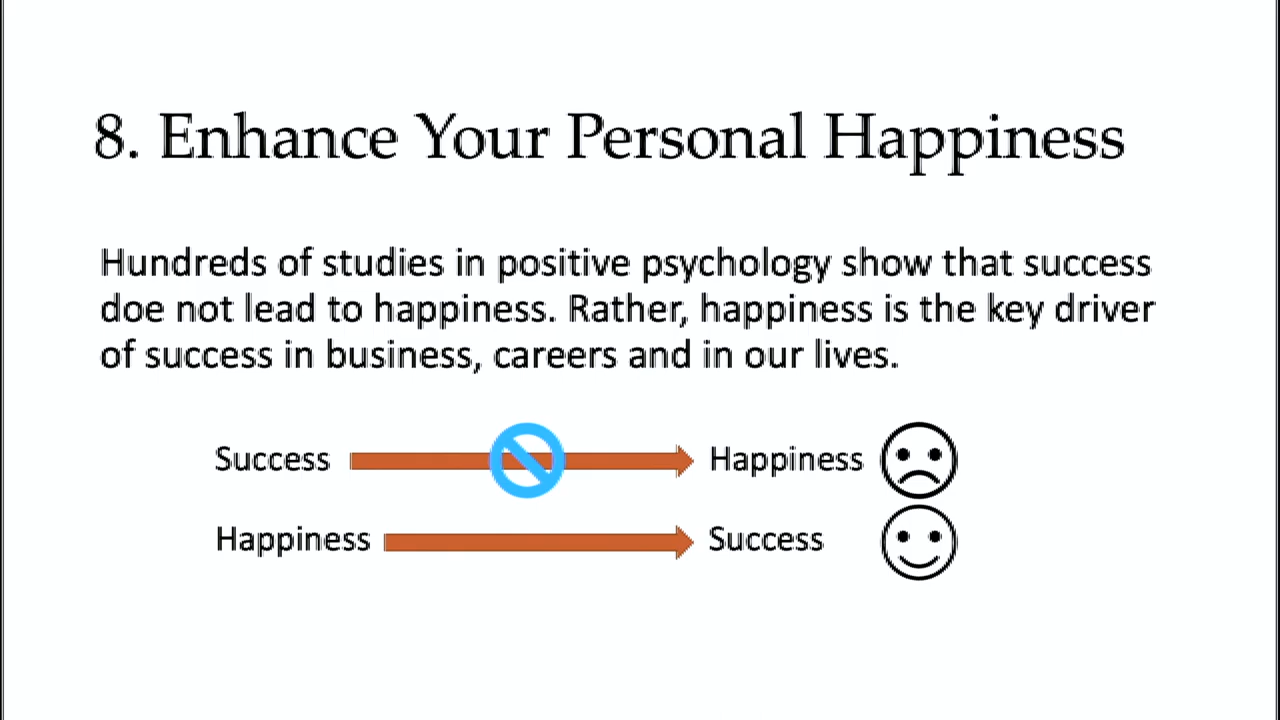 8. Enhance Your Personal Happiness
Hundreds of studies in positive psychology show that success
doe not lead to happiness. Rather, happiness is the key driver
of success in business, careers and in our lives.
Success Happiness
Happiness Success